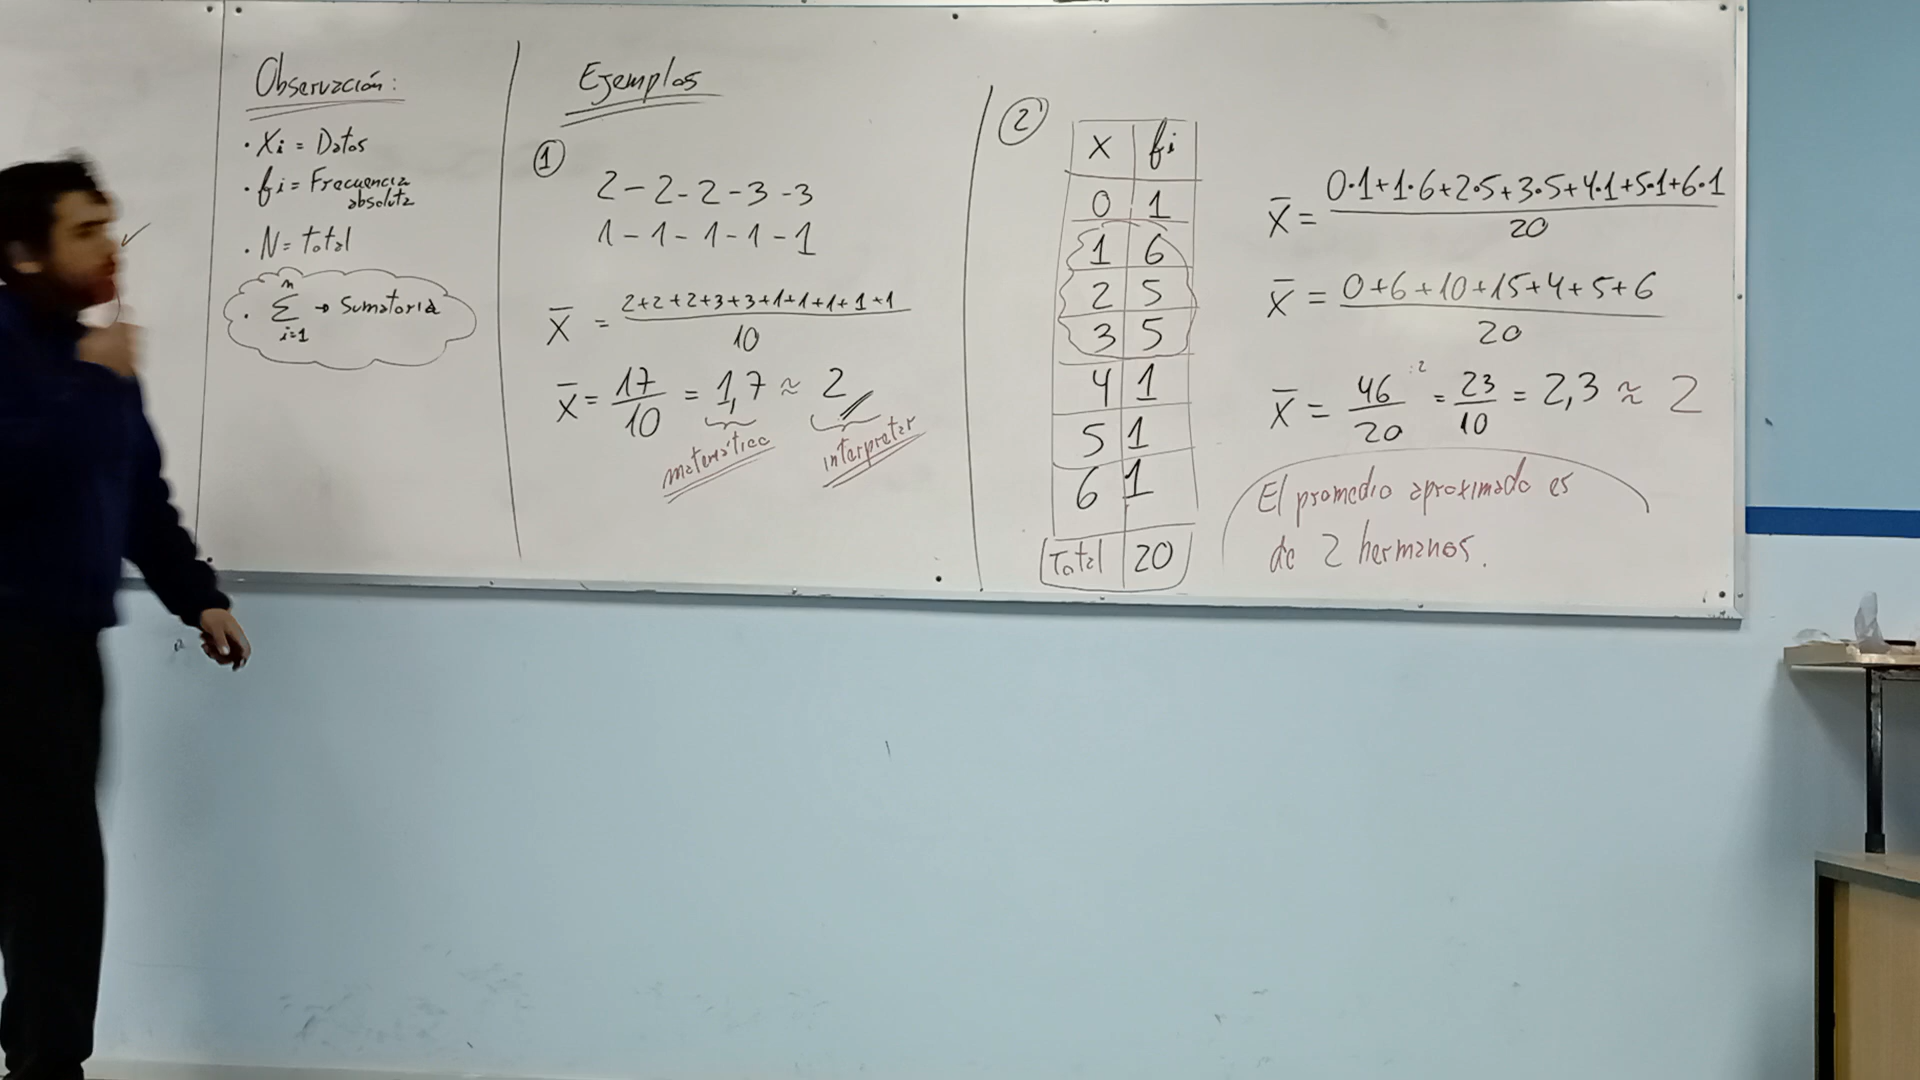 Observación:
• Xi = Datos
• fi = Frecuencia
absoluta
• N = total
n
• Σ → Sumatoria
i=1
Ejemplos
1
2 - 2 - 2 - 3 - 3
1 - 1 - 1 - 1 - 1
2+2+2+3+3+1+1+1+1+1
X̄ =
10
X̄ = 17/10 = 1,7 ≈ 2
matemática interpretar
2
x fi
0 1
1 6
2 5
3 5
4 1
5 1
6 1
Total 20
0·1+1·6+2·5+3·5+4·1+5·1+6·1
X̄ =
20
X̄ = 0+6+10+15+4+5+6
20
X̄ = 46/20 :2 = 23/10 = 2,3 ≈ 2
El promedio aproximado es
de 2 hermanos.